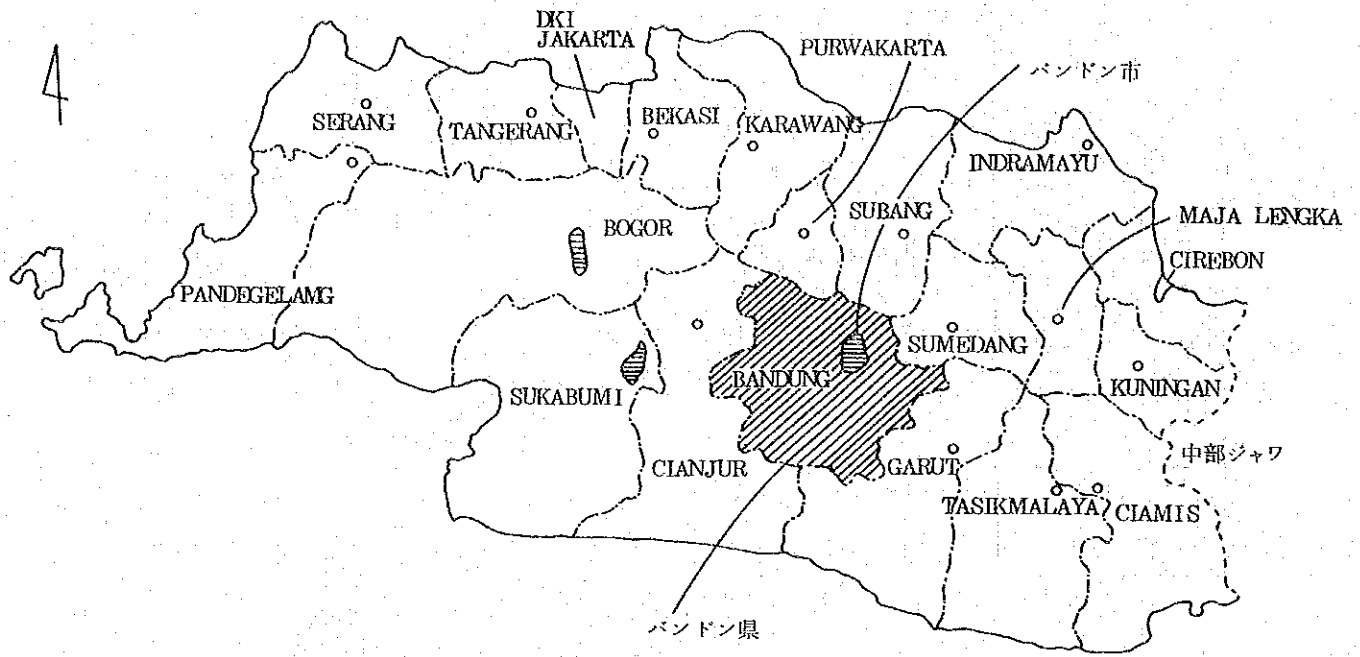 DKI
JAKARTA
PURWAKARTA
バンドン市
SERANG
TANGERANG
BEKASI
KARAWANG
INDRAMAYU
BOGOR
SUBANG
MAJA LENGKA
CIREBON
PANDEGELAMG
SUMEDANG
SUKABUMI
BANDUNG
KUNINGAN
CIANJUR
GARUT
中部ジャワ
TASIKMALAYA
CIAMIS
バンドン県